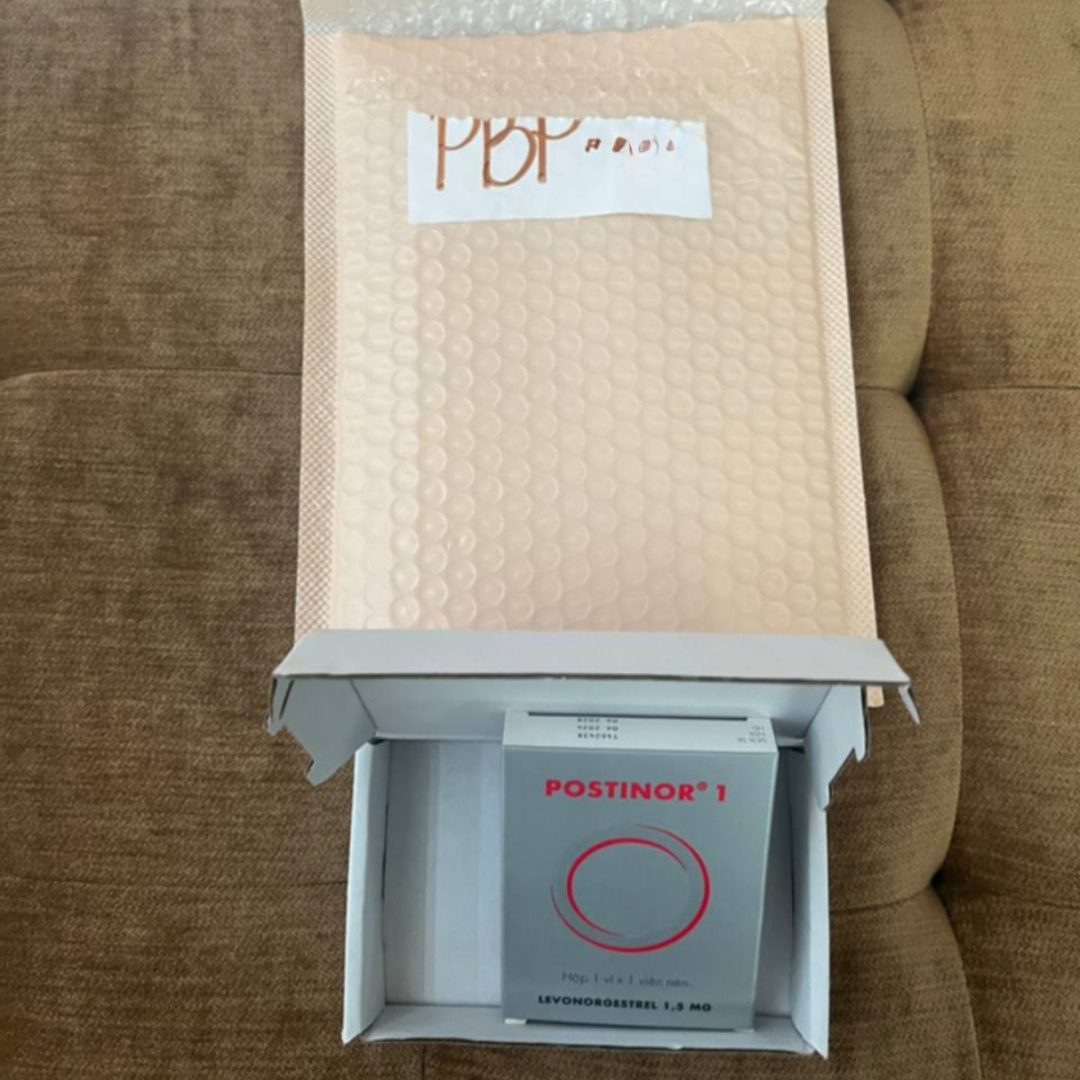 PBP
POSTINOR® 1
Hộp 1 vỉ x 1 viên nén.
LEVONORGESTREL 1,5 MG